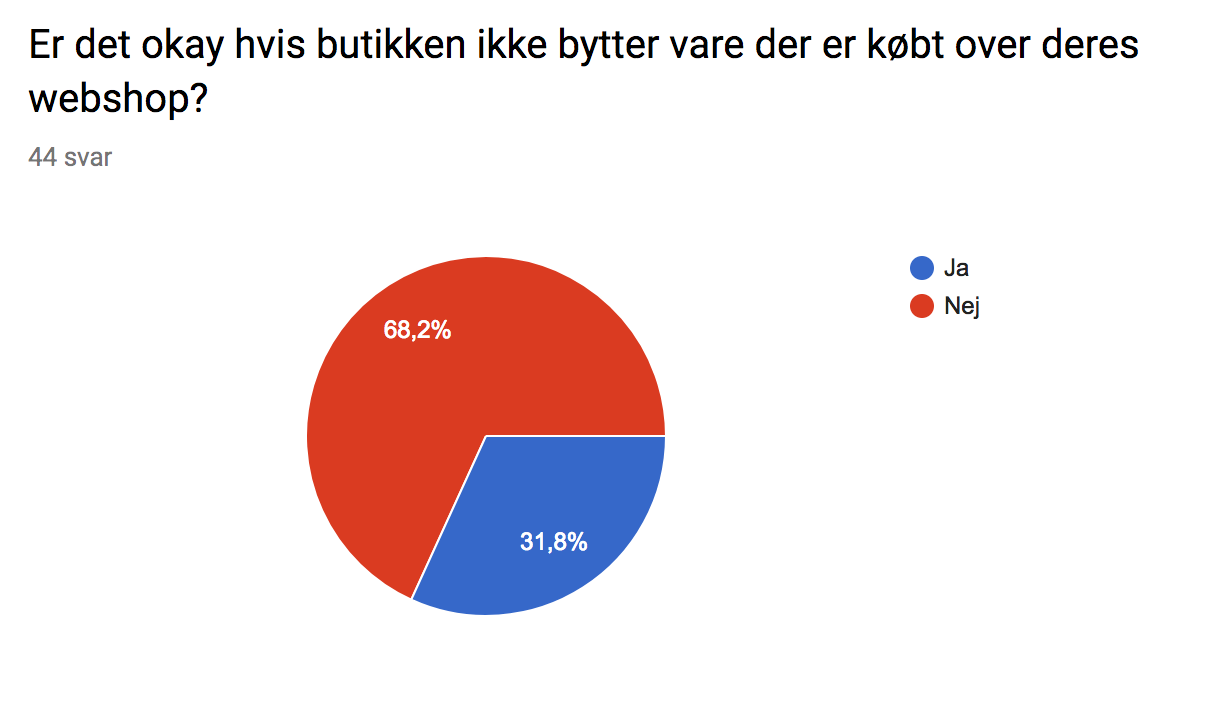 Er det okay hvis butikken ikke bytter vare der er købt over deres
webshop?
44 svar
Ja
Nej
68,2%
31,8%